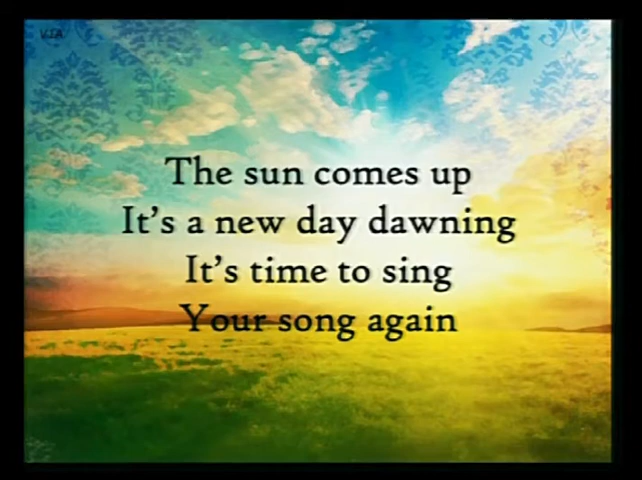 The sun comes up
It's a new day dawning
It's time to sing
Your song again